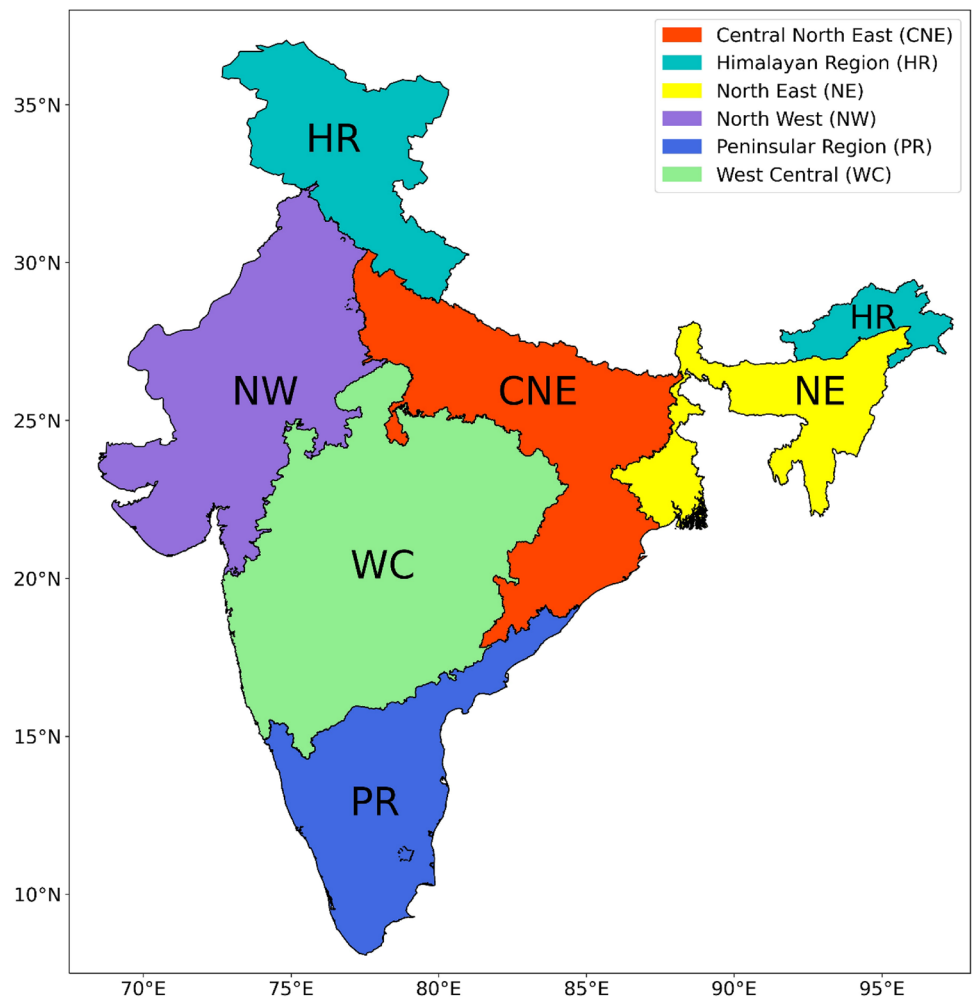 Central North East (CNE)
Himalayan Region (HR)
North East (NE)
North West (NW)
Peninsular Region (PR)
West Central (WC)
35°N
30°N
25°N
20°N
15°N
10°N
HR
HR
NW
CNE
NE
WC
PR
70°E
75°E
80°E
85°E
90°E
95°E